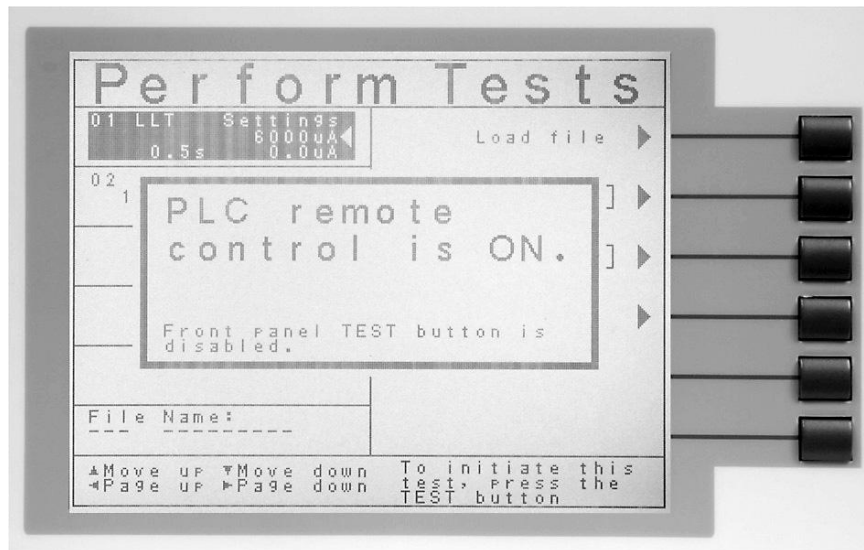 Perform Tests
01 LLT Settings
6000uA
0.5s 0.0uA
Load file
02
1
]
]
PLC remote
control is ON.
Front panel TEST button is
disabled.
File Name:
--- ---------
Move up Move down
Page up Page down
To initiate this
test, press the
TEST button